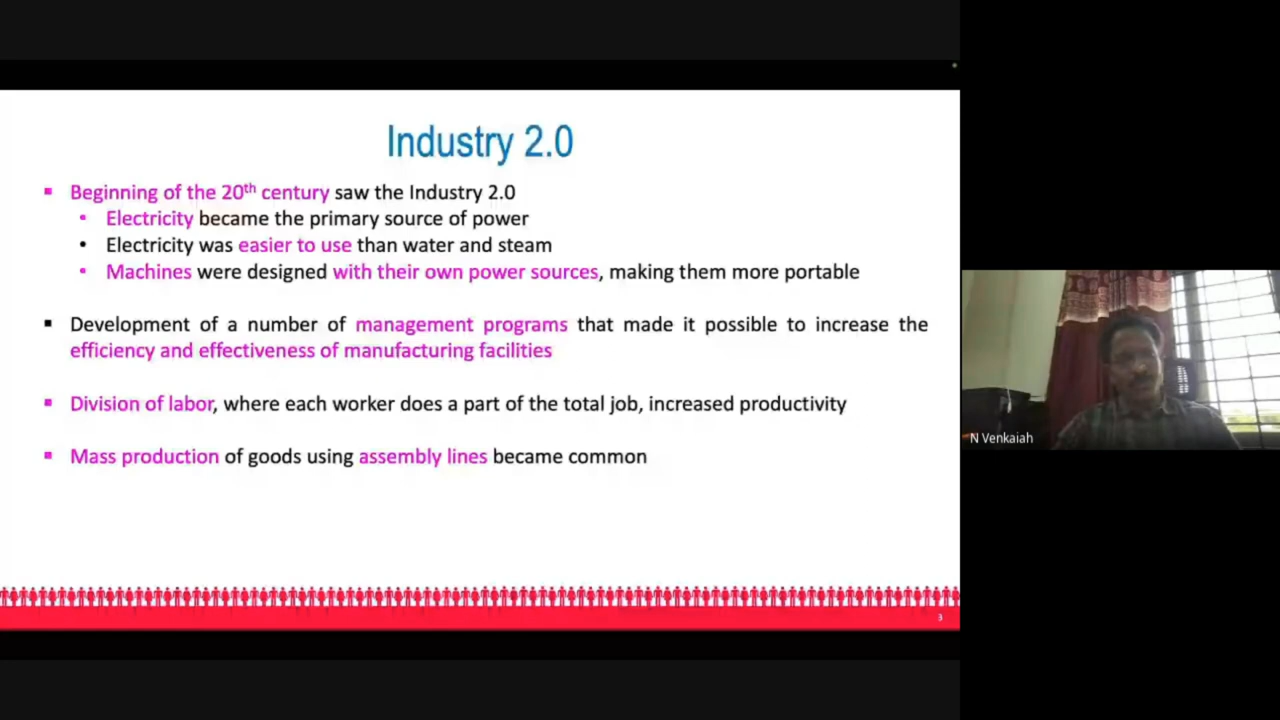 Industry 2.0
▪ Beginning of the 20th century saw the Industry 2.0
• Electricity became the primary source of power
• Electricity was easier to use than water and steam
• Machines were designed with their own power sources, making them more portable
▪ Development of a number of management programs that made it possible to increase the
efficiency and effectiveness of manufacturing facilities
▪ Division of labor, where each worker does a part of the total job, increased productivity
▪ Mass production of goods using assembly lines became common
3
N Venkaiah